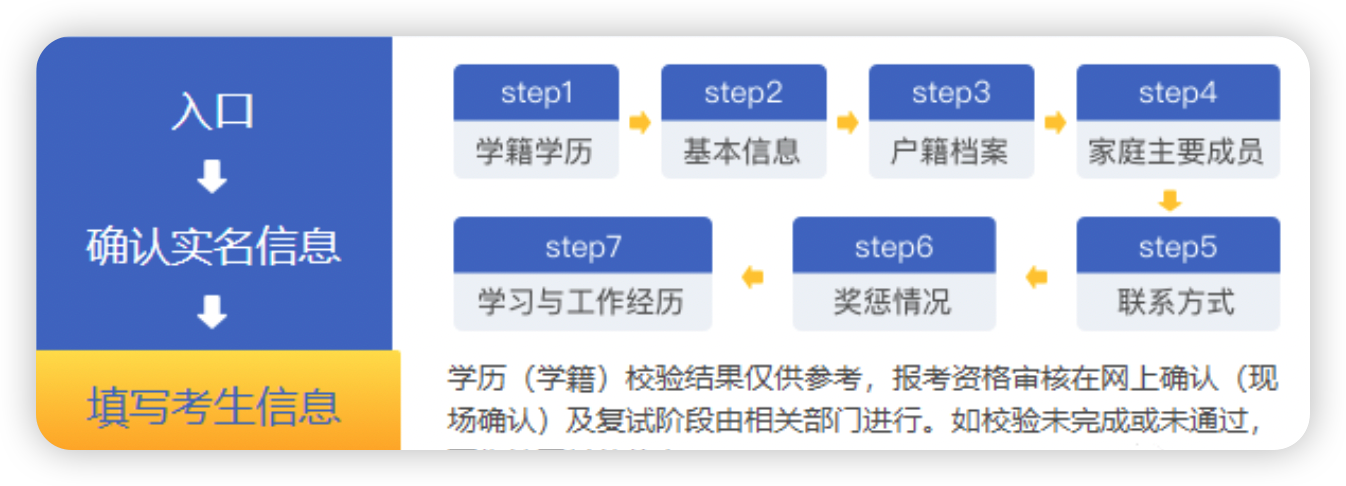 入口
确认实名信息
填写考生信息
step1
学籍学历
step2
基本信息
step3
户籍档案
step4
家庭主要成员
step5
联系方式
step6
奖惩情况
step7
学习与工作经历
学历（学籍）校验结果仅供参考，报考资格审核在网上确认（现
场确认）及复试阶段由相关部门进行。如校验未完成或未通过，